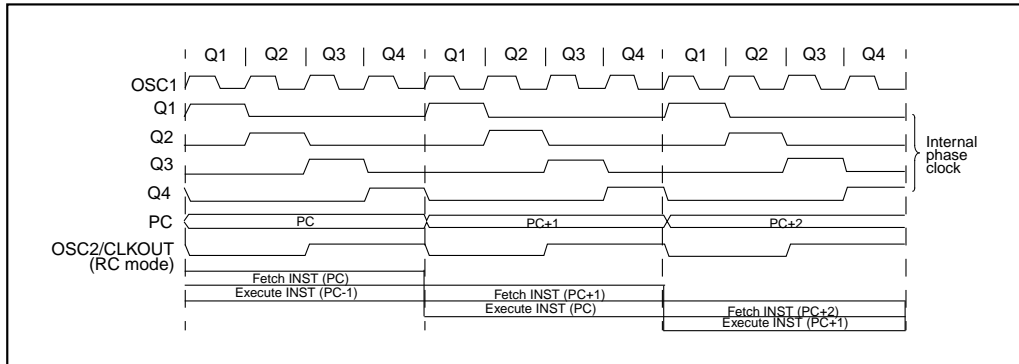 Q1 Q2 Q3 Q4 Q1 Q2 Q3 Q4 Q1 Q2 Q3 Q4
OSC1
Q1
Q2
Q3
Q4
PC
OSC2/CLKOUT
(RC mode)
Internal
phase
clock
PC PC+1 PC+2
Fetch INST (PC)
Execute INST (PC-1) Fetch INST (PC+1)
Execute INST (PC) Fetch INST (PC+2)
Execute INST (PC+1)